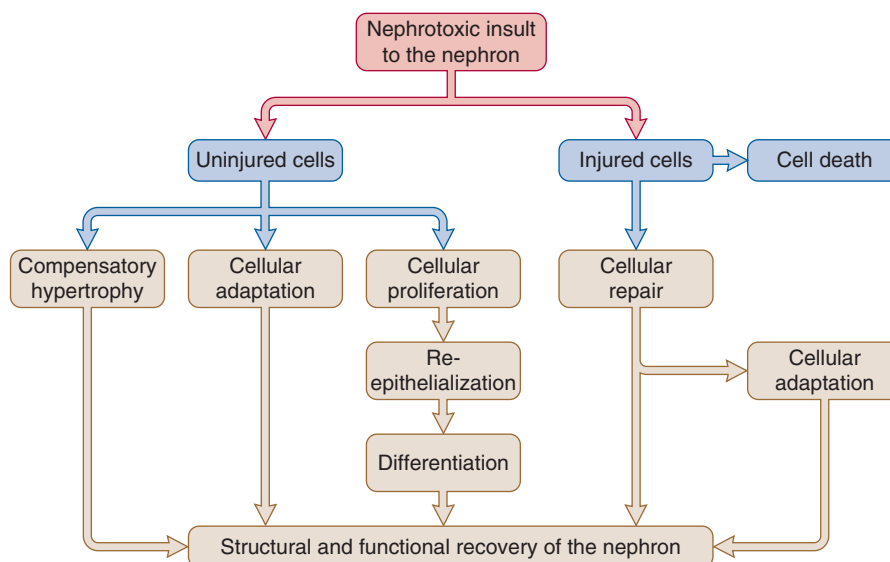 Nephrotoxic insult
to the nephron
Uninjured cells
Injured cells
Cell death
Compensatory
hypertrophy
Cellular
adaptation
Cellular
proliferation
Cellular
repair
Re-
epithelialization
Cellular
adaptation
Differentiation
Structural and functional recovery of the nephron